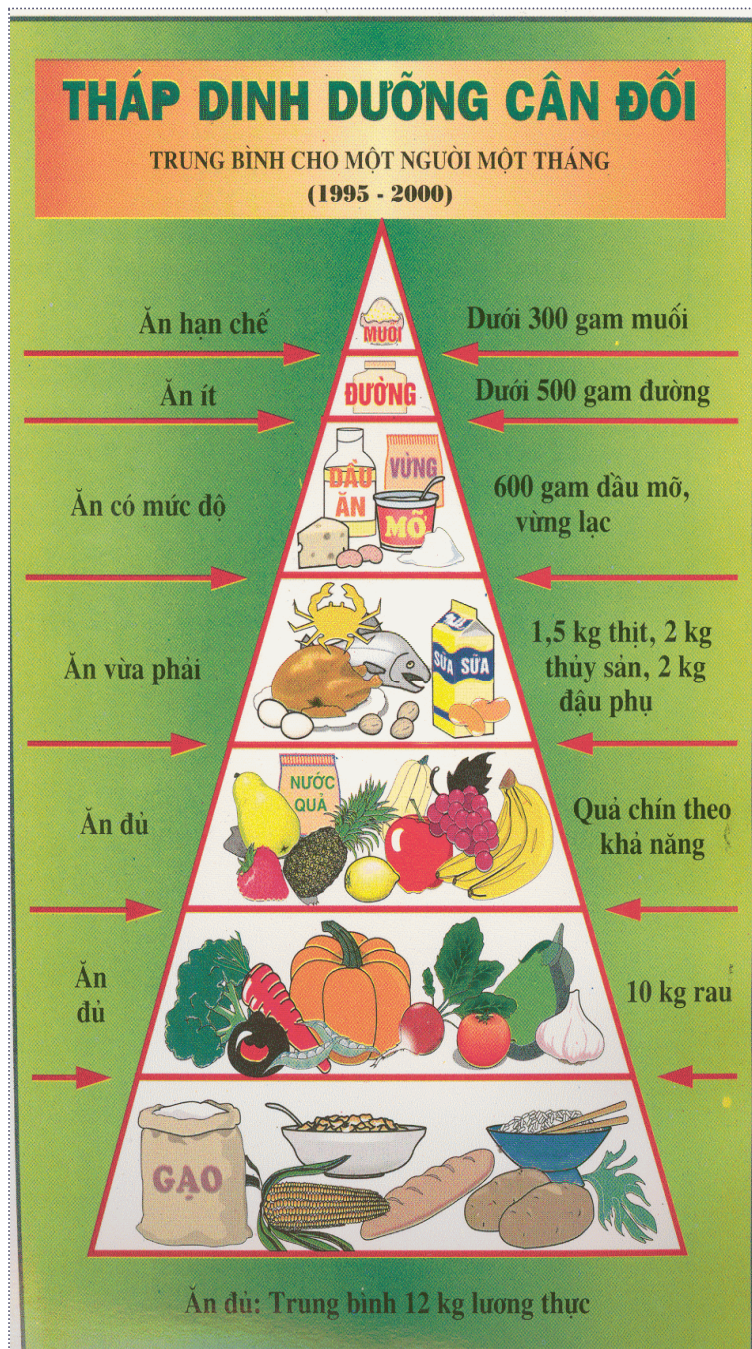 THÁP DINH DƯỠNG CÂN ĐỐI
TRUNG BÌNH CHO MỘT NGƯỜI MỘT THÁNG
(1995 - 2000)
Ăn hạn chế
MUỐI
Dưới 300 gam muối
Ăn ít
ĐƯỜNG
Dưới 500 gam đường
Ăn có mức độ
DẦU
ĂN
VỪNG
MỠ
600 gam dầu mỡ,
vừng lạc
Ăn vừa phải
SỮA SỮA
1,5 kg thịt, 2 kg
thủy sản, 2 kg
đậu phụ
Ăn đủ
NƯỚC
QUẢ
Quả chín theo
khả năng
Ăn
đủ
10 kg rau
GẠO
Ăn đủ: Trung bình 12 kg lương thực